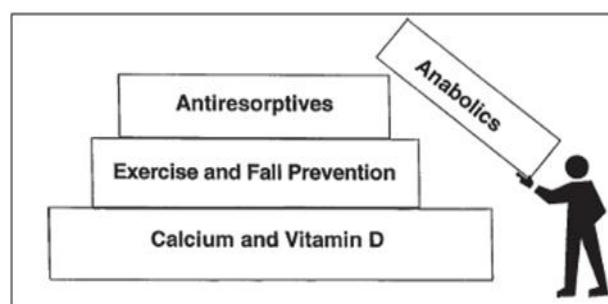 Antiresorptives
Anabolics
Exercise and Fall Prevention
Calcium and Vitamin D